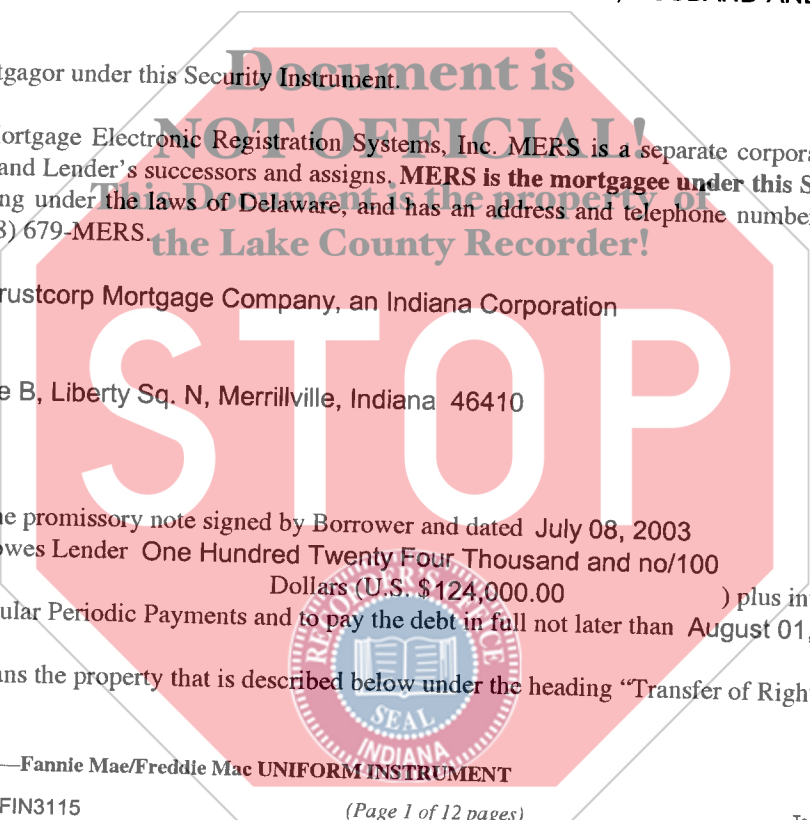 Document is
tgagor under this Security Instrument.
NOT OFFICIAL!
ortgage Electronic Registration Systems, Inc. MERS is a separate corpora
and Lender's successors and assigns. MERS is the mortgagee under this S
This Document is the property of
ng under the laws of Delaware, and has an address and telephone number
8) 679-MERS.
the Lake County Recorder!
rustcorp Mortgage Company, an Indiana Corporation
STOP
e B, Liberty Sq. N, Merrillville, Indiana 46410
e promissory note signed by Borrower and dated July 08, 2003
owes Lender One Hundred Twenty Four Thousand and no/100
Dollars (U.S. $124,000.00 ) plus in
ular Periodic Payments and to pay the debt in full not later than August 01,
RECORDER'S OFFICE
ns the property that is described below under the heading “Transfer of Righ
SEAL
INDIANA
—Fannie Mae/Freddie Mac UNIFORM INSTRUMENT
FIN3115
(Page 1 of 12 pages)